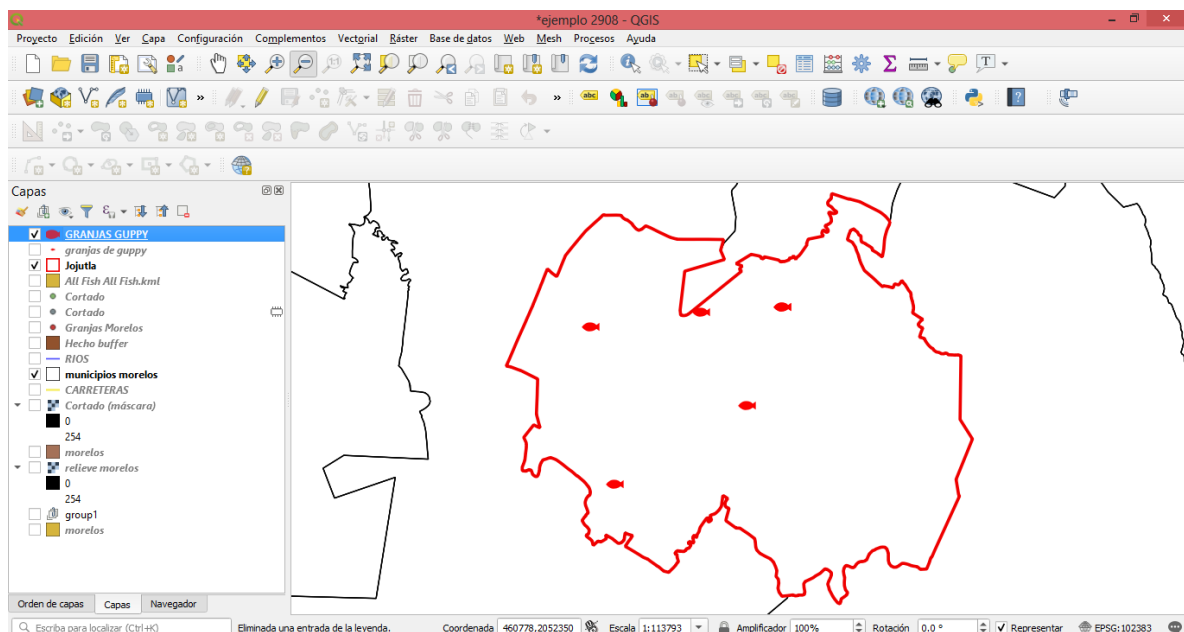 *ejemplo 2908 - QGIS
Proyecto Edición Ver Capa Configuración Complementos Vectorial Ráster Base de datos Web Mesh Procesos Ayuda
Capas
GRANJAS GUPPY
granjas de guppy
Jojutla
All Fish All Fish.kml
Cortado
Cortado
Granjas Morelos
Hecho buffer
RIOS
municipios morelos
CARRETERAS
Cortado (máscara)
0
254
morelos
relieve morelos
0
254
group1
morelos
Orden de capas Capas Navegador
Escriba para localizar (Ctrl+K) Eliminada una entrada de la leyenda. Coordenada 460778.2052350 Escala 1:113793 Amplificador 100% Rotación 0.0 ° Representar EPSG:102383